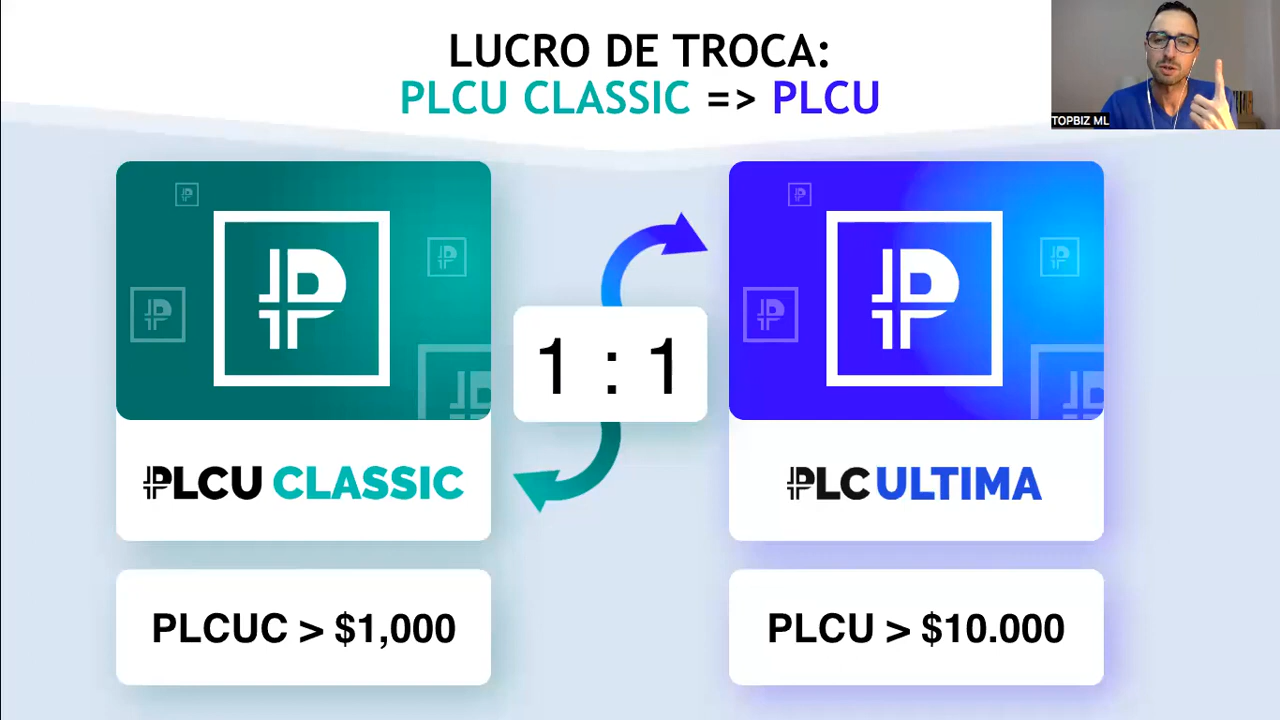 LUCRO DE TROCA:
PLCU CLASSIC => PLCU
TOPBIZ ML
1 : 1
PLCU CLASSIC
PLC ULTIMA
PLCUC > $1,000
PLCU > $10.000